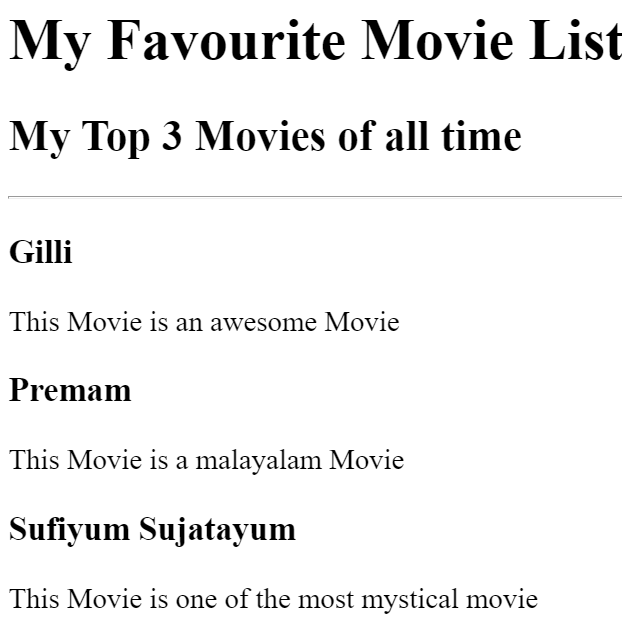 My Favourite Movie List
My Top 3 Movies of all time
Gilli
This Movie is an awesome Movie
Premam
This Movie is a malayalam Movie
Sufiyum Sujatayum
This Movie is one of the most mystical movie